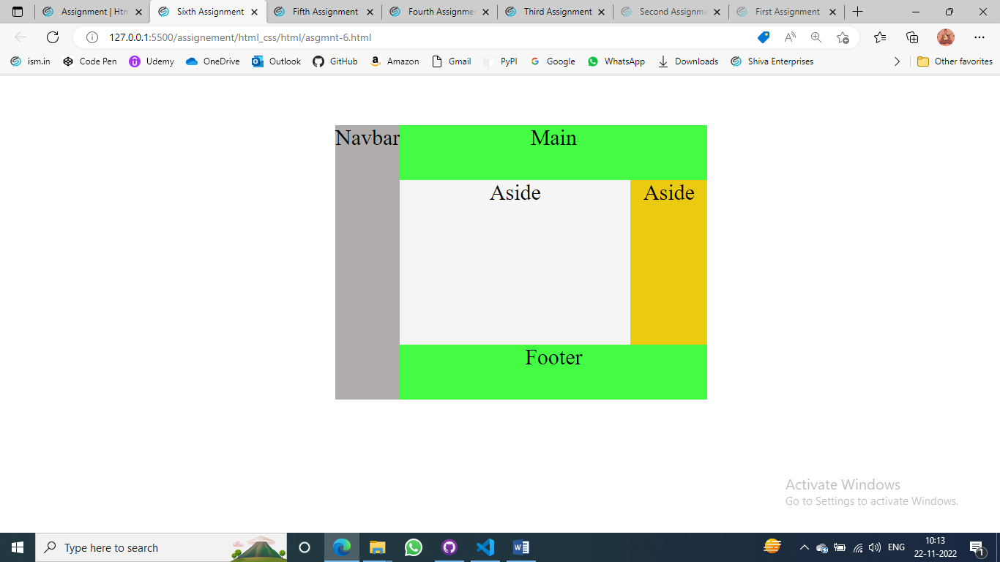 Assignment | Htm
Sixth Assignment
Fifth Assignment
Fourth Assignmen
Third Assignment
Second Assignme
First Assignment
127.0.0.1:5500/assignement/html_css/html/asgmnt-6.html
ism.in Code Pen Udemy OneDrive Outlook GitHub Amazon Gmail PyPI Google WhatsApp Downloads Shiva Enterprises Other favorites
Navbar Main
Aside Aside
Footer
Activate Windows
Go to Settings to activate Windows.
Type here to search
ENG
10:13
22-11-2022
1